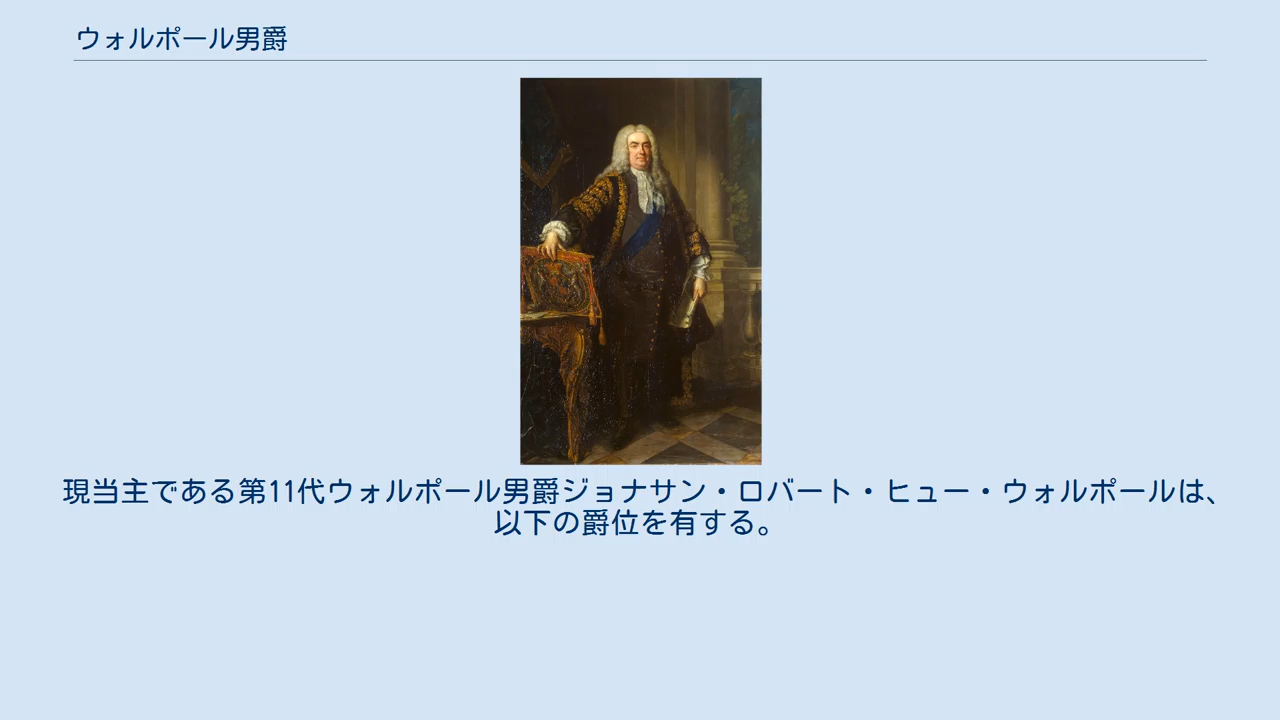 ウォルポール男爵
現当主である第11代ウォルポール男爵ジョナサン・ロバート・ヒュー・ウォルポールは、
以下の爵位を有する。